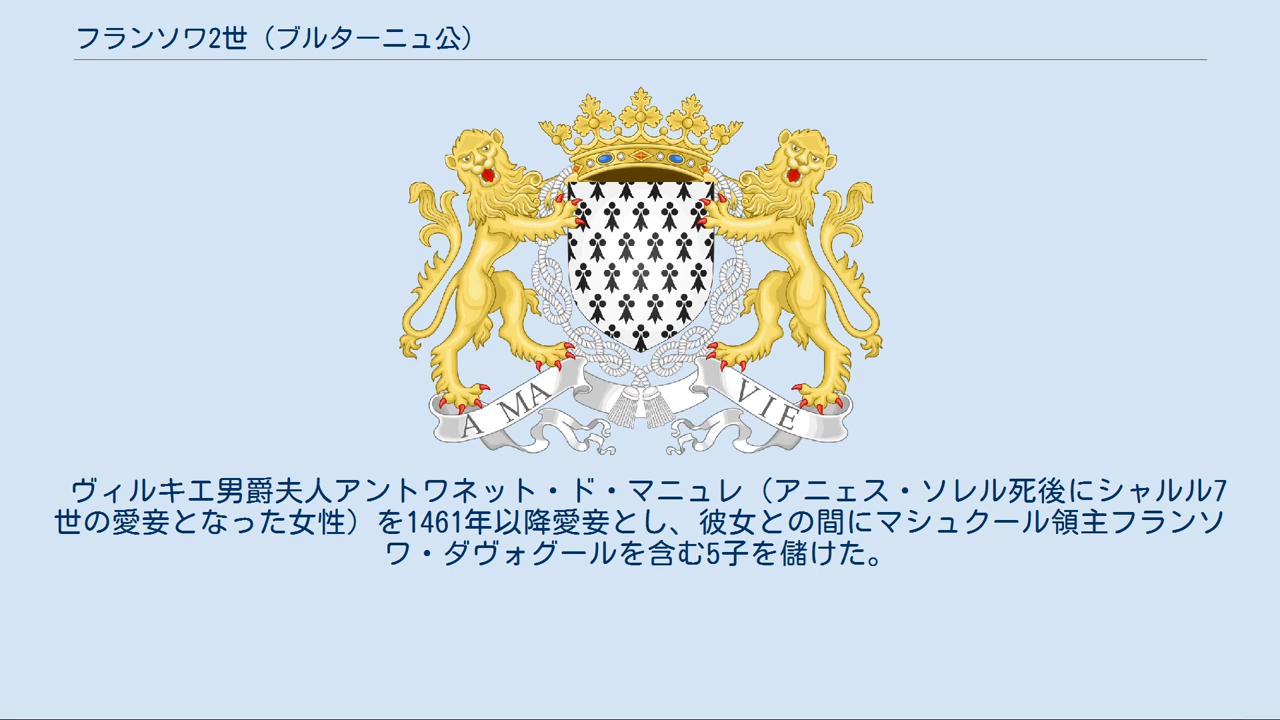 フランソワ2世（ブルターニュ公）
A MA VIE
ヴィルキエ男爵夫人アントワネット・ド・マニュレ（アニェス・ソレル死後にシャルル7
世の愛妾となった女性）を1461年以降愛妾とし、彼女との間にマシュクール領主フランソ
ワ・ダヴォグールを含む5子を儲けた。